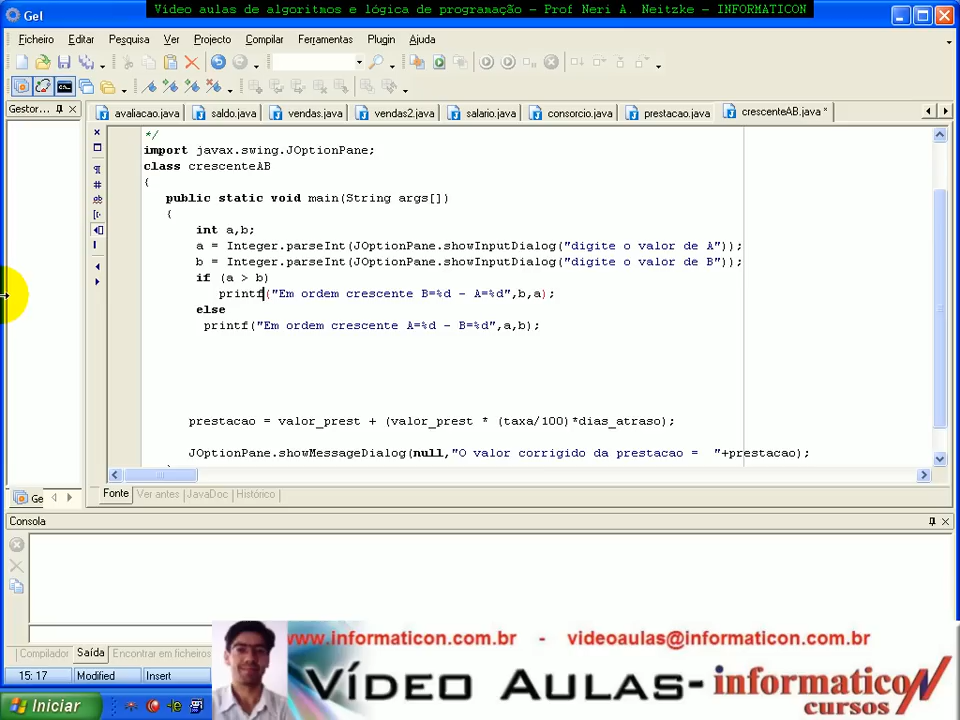 Vídeo aulas de algoritmos e lógica de programação – Prof Neri A. Neitzke – INFORMATICON
Gel
Ficheiro Editar Pesquisa Ver Projecto Compilar Ferramentas Plugin Ajuda
Gestor...
avaliacao.java saldo.java vendas.java vendas2.java salario.java consorcio.java prestacao.java crescenteAB.java *
*/
import javax.swing.JOptionPane;
class crescenteAB
{
public static void main(String args[])
{
int a,b;
a = Integer.parseInt(JOptionPane.showInputDialog("digite o valor de A"));
b = Integer.parseInt(JOptionPane.showInputDialog("digite o valor de B"));
if (a > b)
printf("Em ordem crescente B=%d - A=%d",b,a);
else
printf("Em ordem crescente A=%d - B=%d",a,b);
prestacao = valor_prest + (valor_prest * (taxa/100)*dias_atraso);
JOptionPane.showMessageDialog(null,"O valor corrigido da prestacao =  "+prestacao);
Ge
Fonte Ver antes JavaDoc Histórico
Consola
www.informaticon.com.br - videoaulas@informaticon.com.br
Compilador Saída Encontrar em ficheiros
VÍDEO AULAS- informaticon
cursos
15: 17 Modified Insert
Iniciar